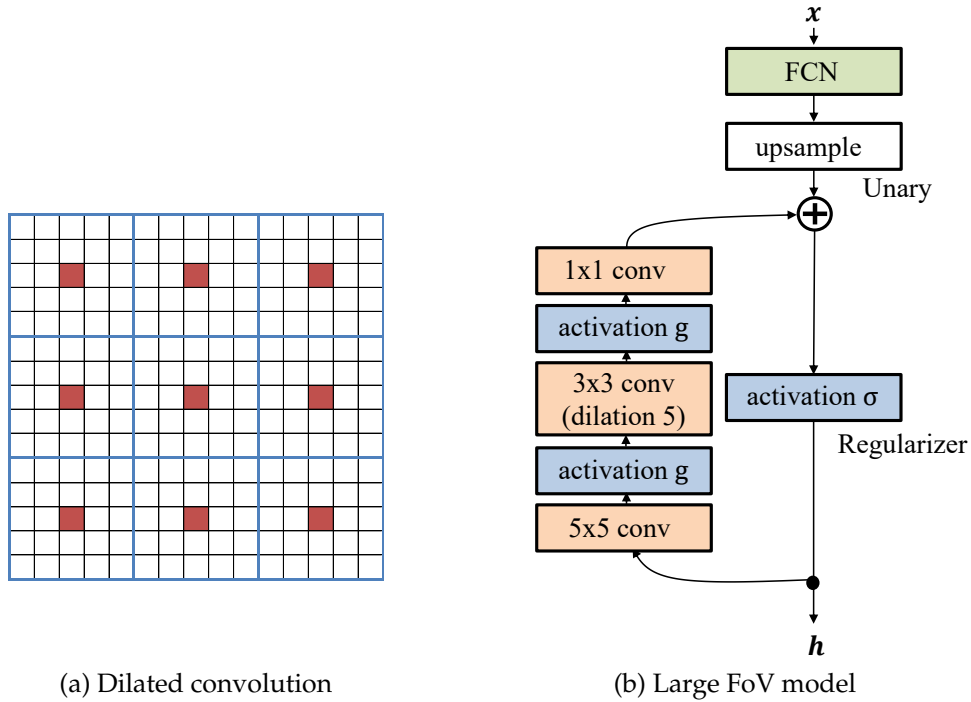 x
FCN
upsample
Unary
+
1x1 conv
activation g
3x3 conv
(dilation 5)
activation σ
activation g
Regularizer
5x5 conv
h
(a) Dilated convolution
(b) Large FoV model